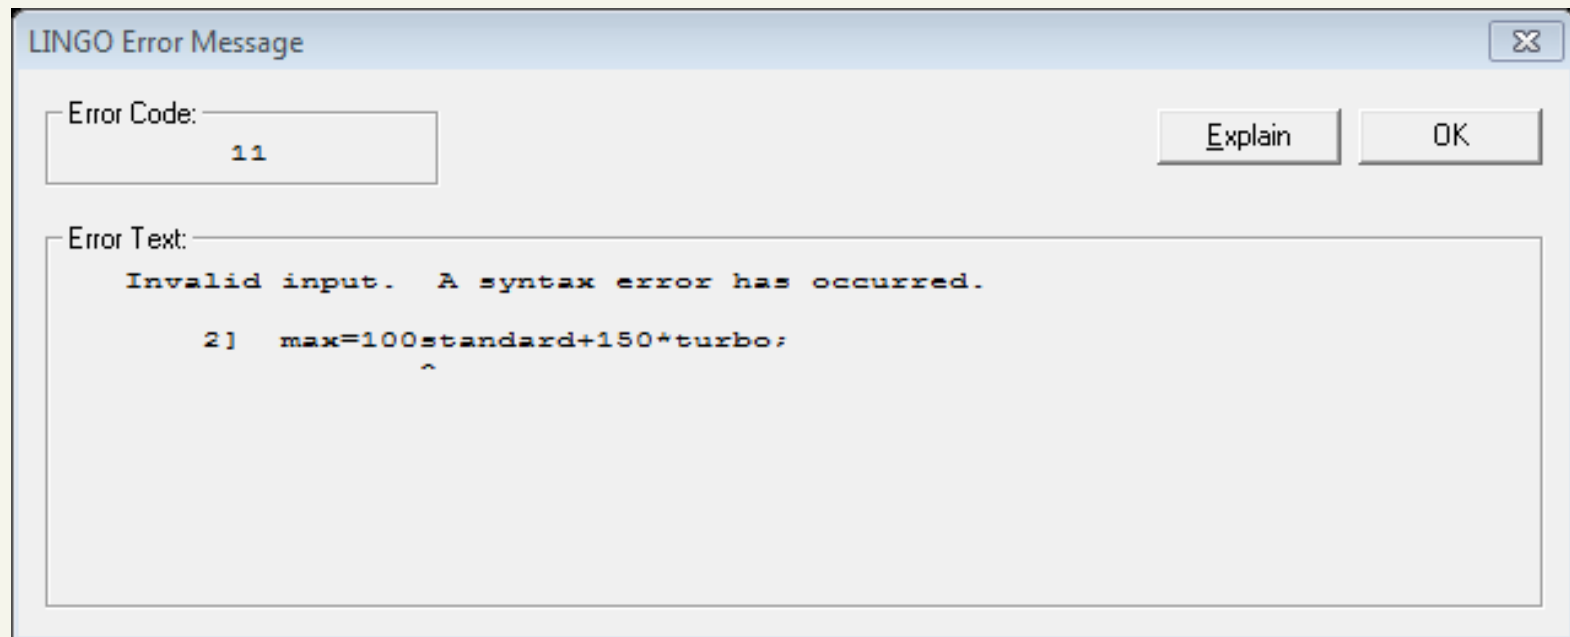 LINGO Error Message
Error Code:
11
Explain
OK
Error Text:
Invalid input.  A syntax error has occurred.
2]  max=100standard+150*turbo;
^